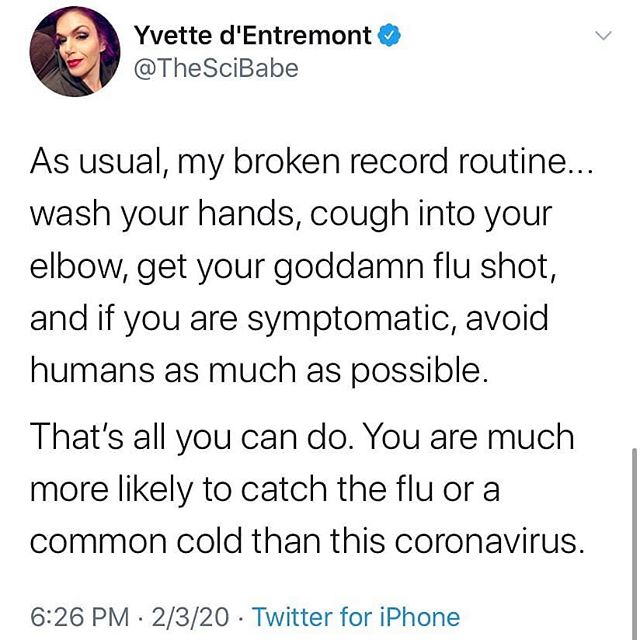 Yvette d'Entremont
@TheSciBabe
As usual, my broken record routine...
wash your hands, cough into your
elbow, get your goddamn flu shot,
and if you are symptomatic, avoid
humans as much as possible.
That's all you can do. You are much
more likely to catch the flu or a
common cold than this coronavirus.
6:26 PM · 2/3/20 · Twitter for iPhone